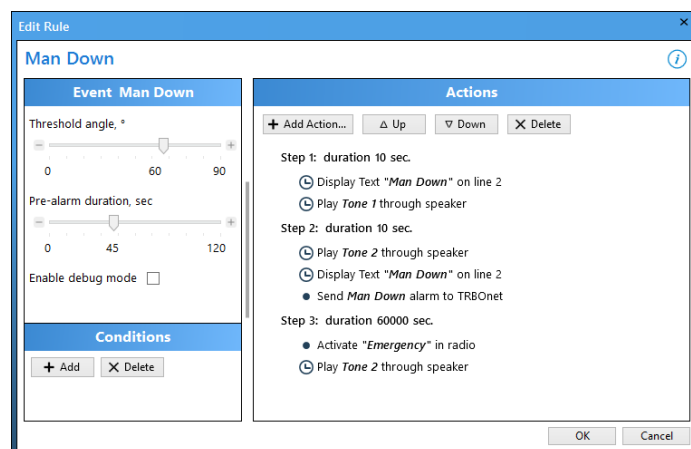 Edit Rule
Man Down
Event Man Down
Threshold angle, °
0 60 90
Pre-alarm duration, sec
0 45 120
Enable debug mode
Conditions
Add Delete
Actions
Add Action... Up Down Delete
Step 1: duration 10 sec.
Display Text "Man Down" on line 2
Play Tone 1 through speaker
Step 2: duration 10 sec.
Play Tone 2 through speaker
Display Text "Man Down" on line 2
Send Man Down alarm to TRBOnet
Step 3: duration 60000 sec.
Activate "Emergency" in radio
Play Tone 2 through speaker
OK Cancel